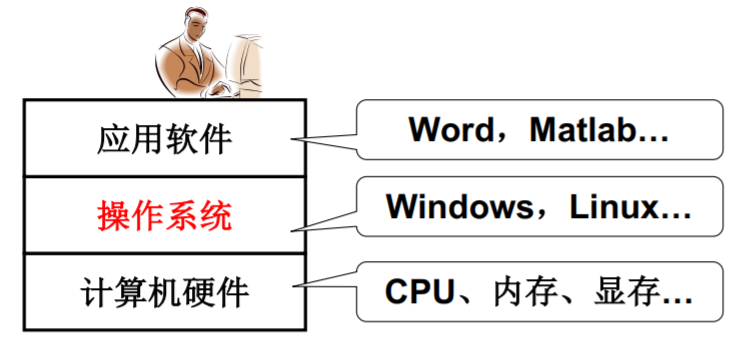 应用软件
Word，Matlab…
操作系统
Windows，Linux…
计算机硬件
CPU、内存、显存…